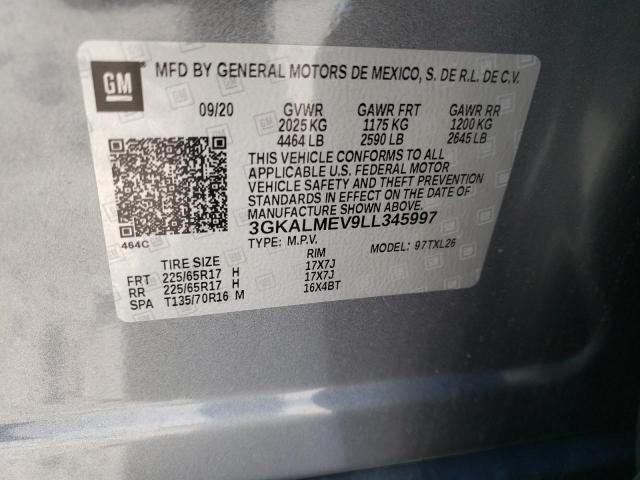 GM MFD BY GENERAL MOTORS DE MEXICO, S. DE R.L. DE C.V.
09/20 GVWR GAWR FRT GAWR RR
2025 KG 1175 KG 1200 KG
4464 LB 2590 LB 2645 LB
THIS VEHICLE CONFORMS TO ALL
APPLICABLE U.S. FEDERAL MOTOR
VEHICLE SAFETY AND THEFT PREVENTION
STANDARDS IN EFFECT ON THE DATE OF
MANUFACTURE SHOWN ABOVE.
3GKALMEV9LL345997
464C TYPE: M.P.V. MODEL: 97TXL26
TIRE SIZE RIM
FRT 225/65R17 H 17X7J
RR 225/65R17 H 17X7J
SPA T135/70R16 M 16X4BT